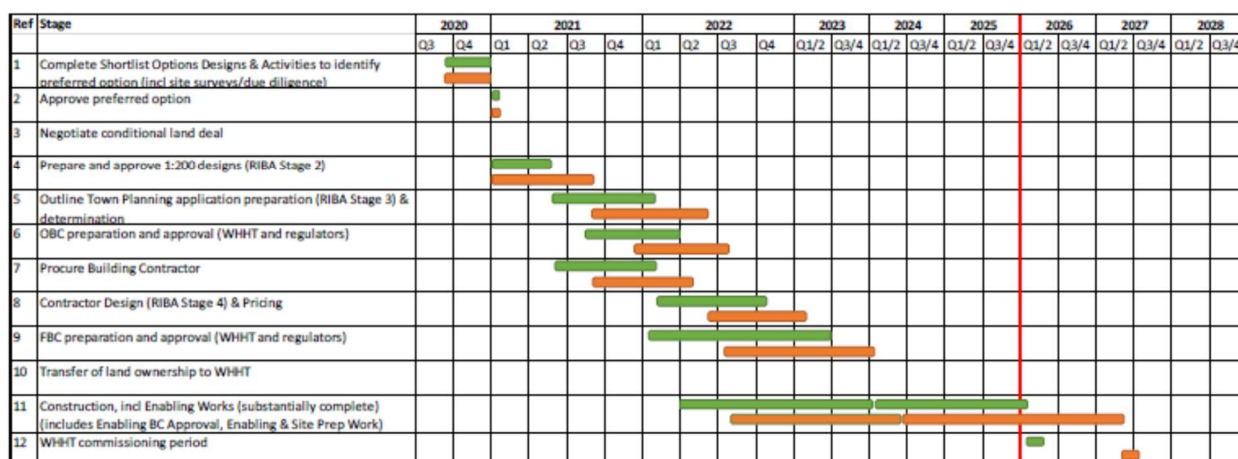 Ref Stage 2020 2021 2022 2023 2024 2025 2026 2027 2028
Q3 Q4 Q1 Q2 Q3 Q4 Q1 Q2 Q3 Q4 Q1/2 Q3/4 Q1/2 Q3/4 Q1/2 Q3/4 Q1/2 Q3/4 Q1/2 Q3/4 Q1/2 Q3/4
1 Complete Shortlist Options Designs & Activities to identify
preferred option (incl site surveys/due diligence)
2 Approve preferred option
3 Negotiate conditional land deal
4 Prepare and approve 1:200 designs (RIBA Stage 2)
5 Outline Town Planning application preparation (RIBA Stage 3) &
determination
6 OBC preparation and approval (WHHT and regulators)
7 Procure Building Contractor
8 Contractor Design (RIBA Stage 4) & Pricing
9 FBC preparation and approval (WHHT and regulators)
10 Transfer of land ownership to WHHT
11 Construction, incl Enabling Works (substantially complete)
(includes Enabling BC Approval, Enabling & Site Prep Work)
12 WHHT commissioning period